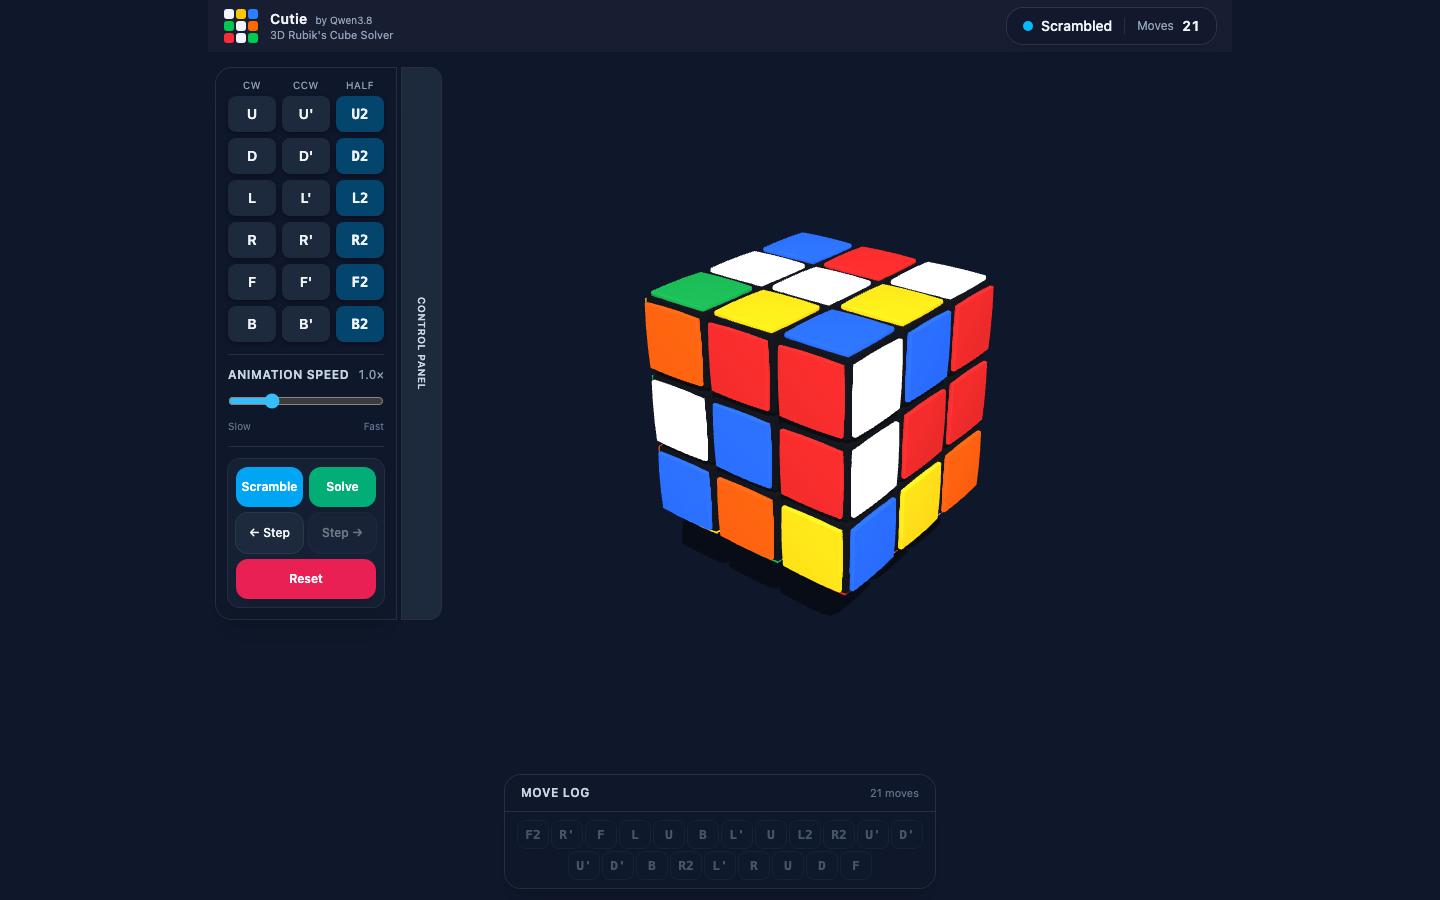 Cutie by Qwen3.8
3D Rubik's Cube Solver
Scrambled Moves 21
CW CCW HALF
U U' U2
D D' D2
L L' L2
R R' R2
F F' F2
B B' B2
ANIMATION SPEED 1.0×
Slow Fast
Scramble Solve
← Step Step →
Reset
CONTROL PANEL
MOVE LOG 21 moves
F2 R' F L U B L' U L2 R2 U' D'
U' D' B R2 L' R U D F